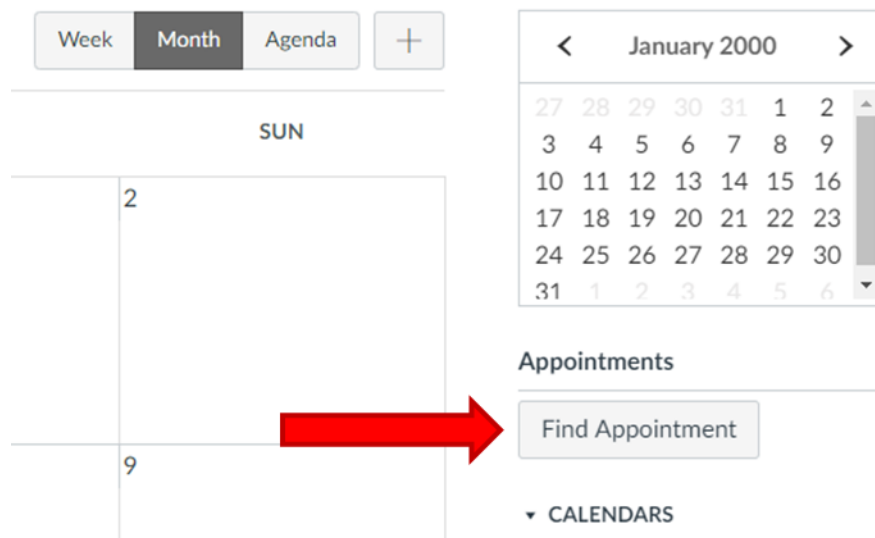 Week Month Agenda +
SUN
2
9
< January 2000 >
27 28 29 30 31 1 2
3 4 5 6 7 8 9
10 11 12 13 14 15 16
17 18 19 20 21 22 23
24 25 26 27 28 29 30
31 1 2 3 4 5 6
Appointments
Find Appointment
CALENDARS